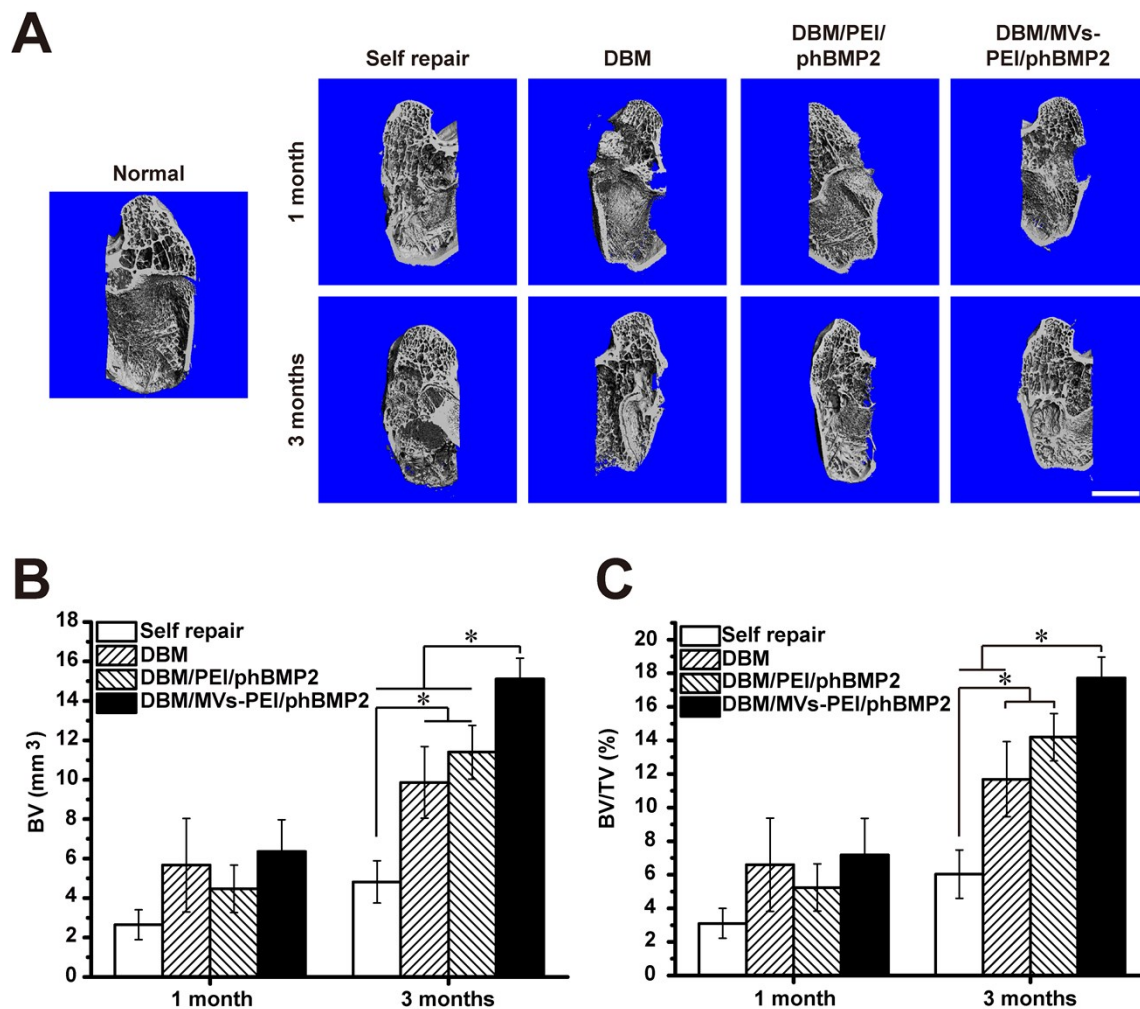 A
Self repair
DBM
DBM/PEI/
phBMP2
DBM/MVs-
PEI/phBMP2
Normal
1 month
3 months
B
18
16
14
12
10
8
6
4
2
0
BV (mm³)
Self repair
DBM
DBM/PEI/phBMP2
DBM/MVs-PEI/phBMP2
*
*
1 month
3 months
C
20
18
16
14
12
10
8
6
4
2
0
BV/TV (%)
Self repair
DBM
DBM/PEI/phBMP2
DBM/MVs-PEI/phBMP2
*
*
1 month
3 months